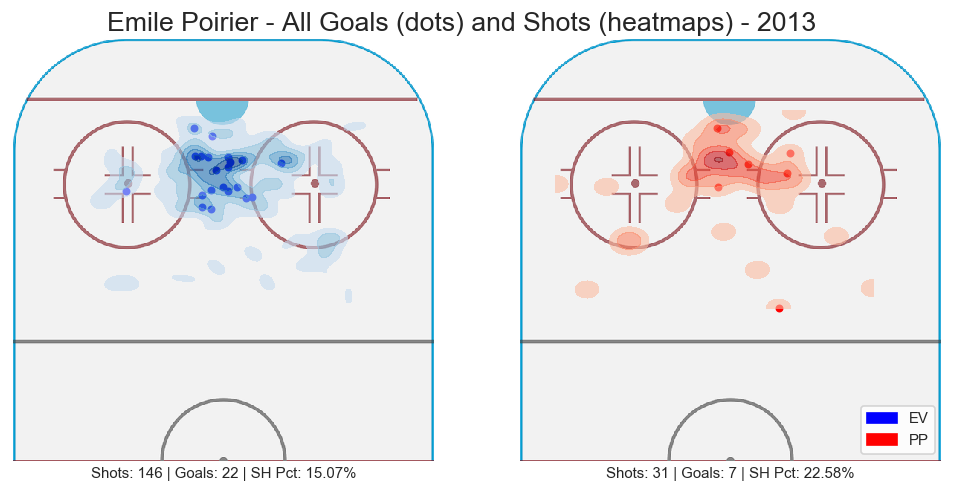 Emile Poirier - All Goals (dots) and Shots (heatmaps) - 2013
EV
PP
Shots: 146 | Goals: 22 | SH Pct: 15.07%
Shots: 31 | Goals: 7 | SH Pct: 22.58%